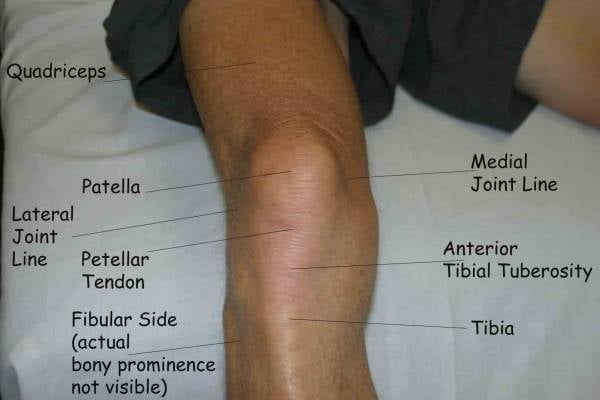 Quadriceps
Patella
Medial
Joint Line
Lateral
Joint
Line
Petellar
Tendon
Anterior
Tibial Tuberosity
Fibular Side
(actual
bony prominence
not visible)
Tibia